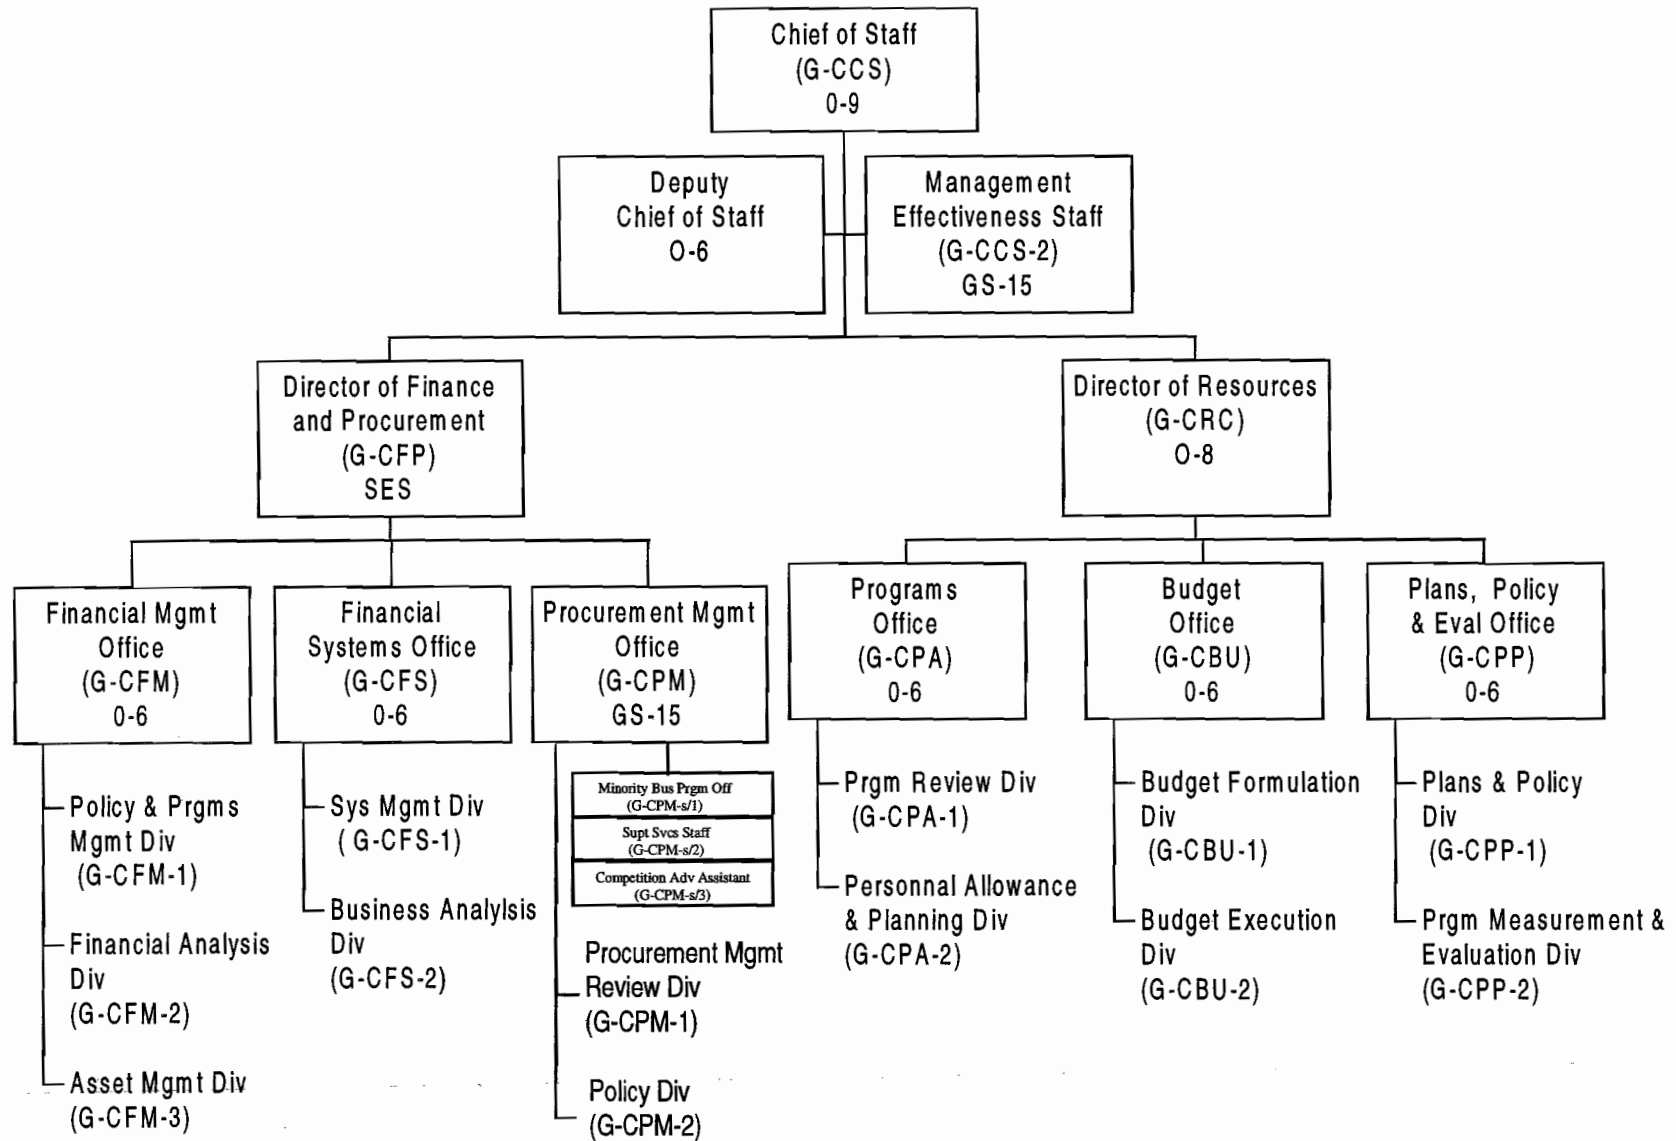 Chief of Staff
(G-CCS)
0-9
Deputy
Chief of Staff
O-6
Management
Effectiveness Staff
(G-CCS-2)
GS-15
Director of Finance
and Procurement
(G-CFP)
SES
Director of Resources
(G-CRC)
O-8
Financial Mgmt
Office
(G-CFM)
0-6
Policy & Prgms
Mgmt Div
(G-CFM-1)
Financial Analysis
Div
(G-CFM-2)
Asset Mgmt Div
(G-CFM-3)
Financial
Systems Office
(G-CFS)
0-6
Sys Mgmt Div
(G-CFS-1)
Business Analylsis
Div
(G-CFS-2)
Procurement Mgmt
Office
(G-CPM)
GS-15
Minority Bus Prgm Off
(G-CPM-s/1)
Supt Svcs Staff
(G-CPM-s/2)
Competition Adv Assistant
(G-CPM-s/3)
Procurement Mgmt
Review Div
(G-CPM-1)
Policy Div
(G-CPM-2)
Programs
Office
(G-CPA)
0-6
Prgm Review Div
(G-CPA-1)
Personnal Allowance
& Planning Div
(G-CPA-2)
Budget
Office
(G-CBU)
0-6
Budget Formulation
Div
(G-CBU-1)
Budget Execution
Div
(G-CBU-2)
Plans, Policy
& Eval Office
(G-CPP)
0-6
Plans & Policy
Div
(G-CPP-1)
Prgm Measurement &
Evaluation Div
(G-CPP-2)